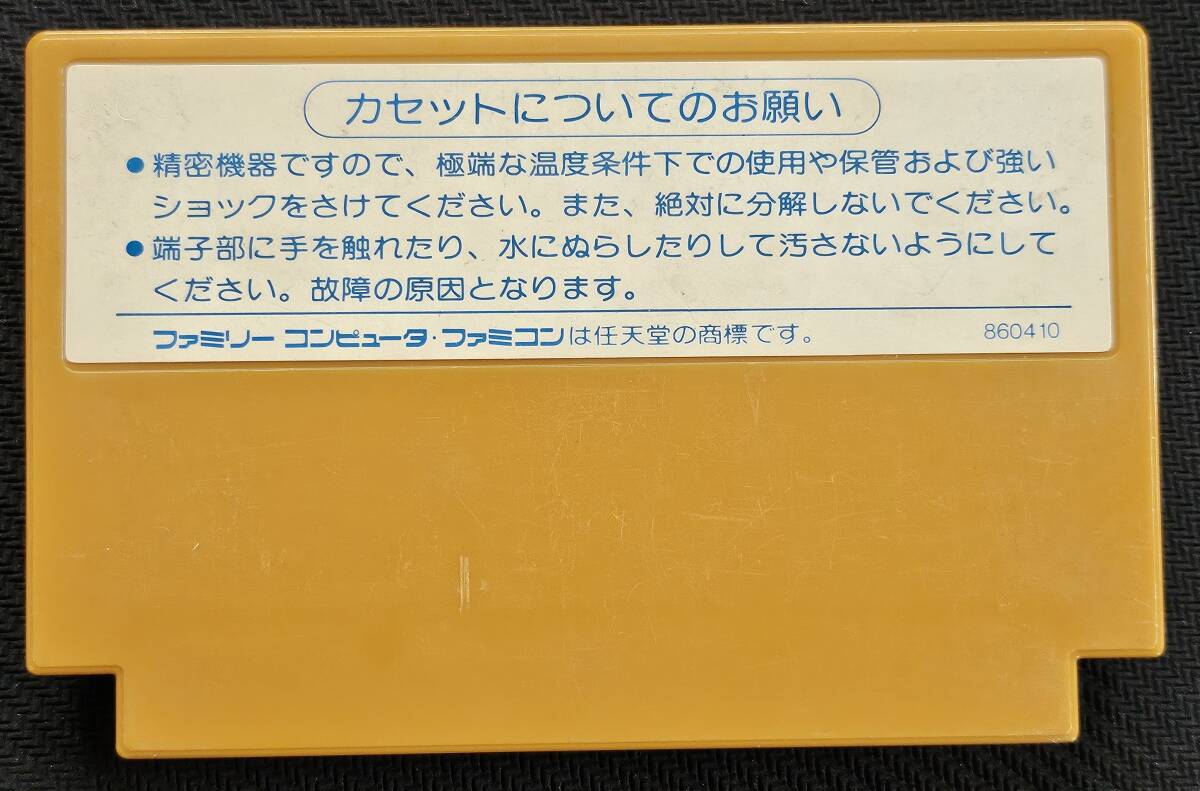 カセットについてのお願い
●精密機器ですので、極端な温度条件下での使用や保管および強い
ショックをさけてください。また、絶対に分解しないでください。
●端子部に手を触れたり、水にぬらしたりして汚さないようにして
ください。故障の原因となります。
ファミリー コンピュータ・ファミコンは任天堂の商標です。 860410